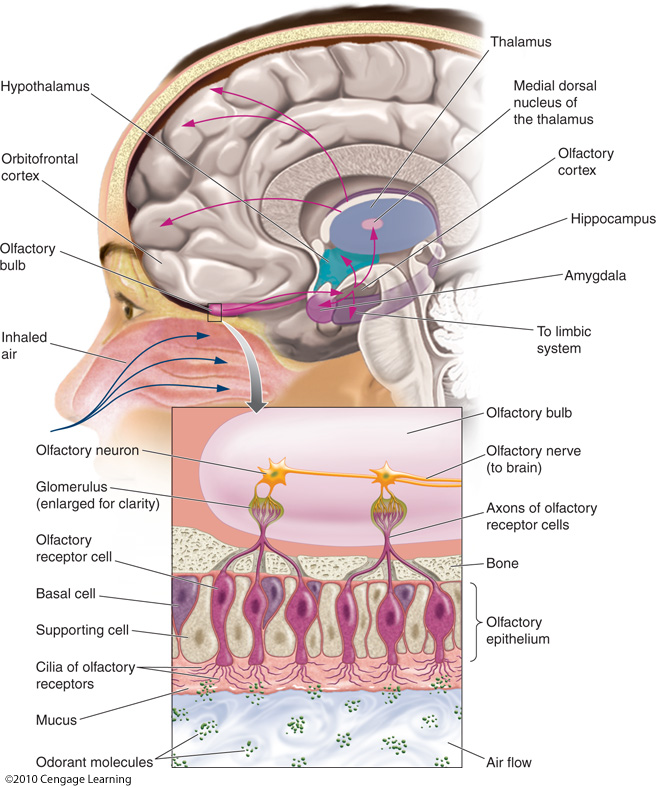 Thalamus
Hypothalamus
Medial dorsal
nucleus of
the thalamus
Orbitofrontal
cortex
Olfactory
cortex
Hippocampus
Olfactory
bulb
Amygdala
Inhaled
air
To limbic
system
Olfactory bulb
Olfactory neuron
Olfactory nerve
(to brain)
Glomerulus
(enlarged for clarity)
Axons of olfactory
receptor cells
Olfactory
receptor cell
Bone
Basal cell
Supporting cell
Olfactory
epithelium
Cilia of olfactory
receptors
Mucus
Odorant molecules
Air flow
©2010 Cengage Learning